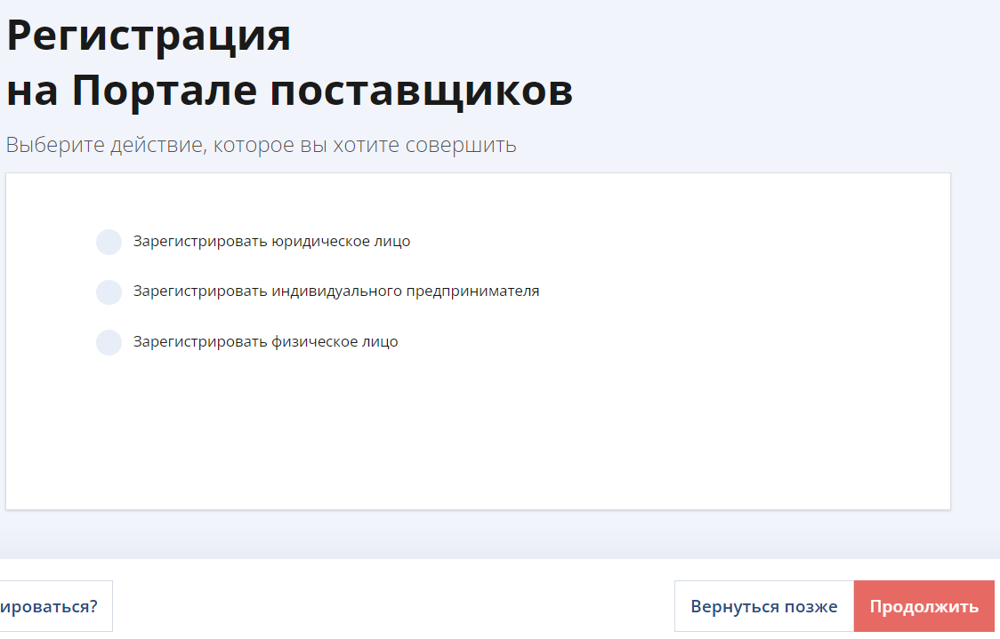 Регистрация
на Портале поставщиков
Выберите действие, которое вы хотите совершить
Зарегистрировать юридическое лицо
Зарегистрировать индивидуального предпринимателя
Зарегистрировать физическое лицо
ироваться?
Вернуться позже
Продолжить